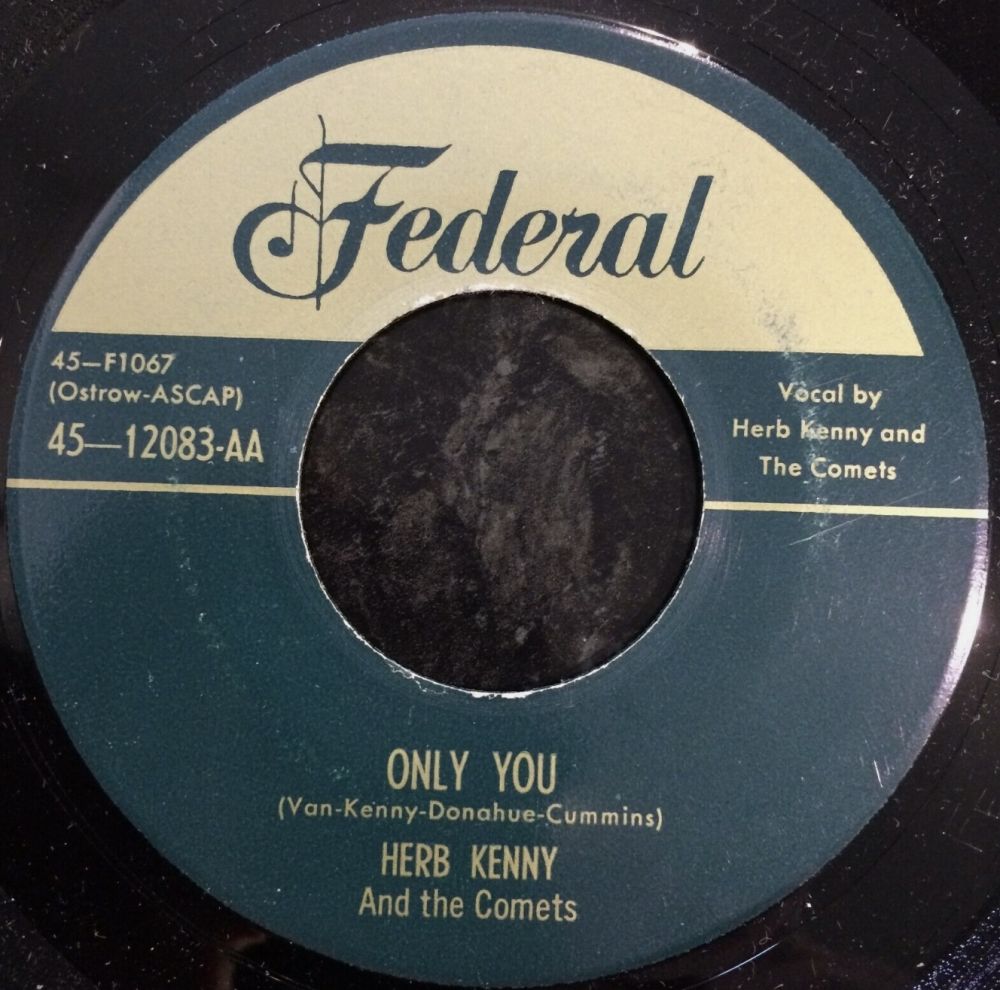 Federal
45—F1067
(Ostrow-ASCAP)
45—12083-AA
Vocal by
Herb Kenny and
The Comets
ONLY YOU
(Van-Kenny-Donahue-Cummins)
HERB KENNY
And the Comets